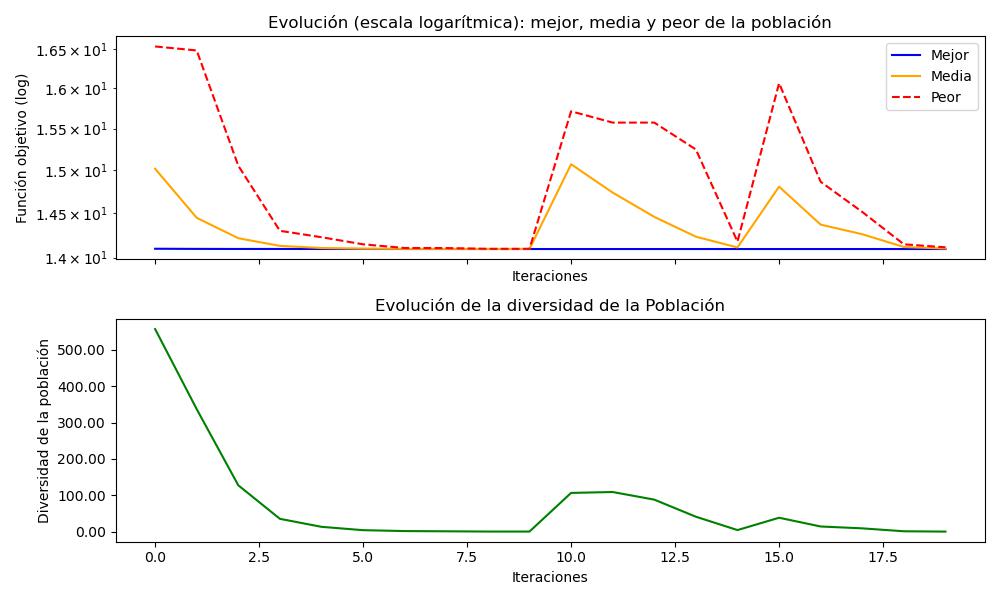 Evolución (escala logarítmica): mejor, media y peor de la población
Función objetivo (log)
1.65 × 10¹
1.6 × 10¹
1.55 × 10¹
1.5 × 10¹
1.45 × 10¹
1.4 × 10¹
Mejor
Media
Peor
Iteraciones
Evolución de la diversidad de la Población
Diversidad de la población
500.00
400.00
300.00
200.00
100.00
0.00
0.0 2.5 5.0 7.5 10.0 12.5 15.0 17.5
Iteraciones